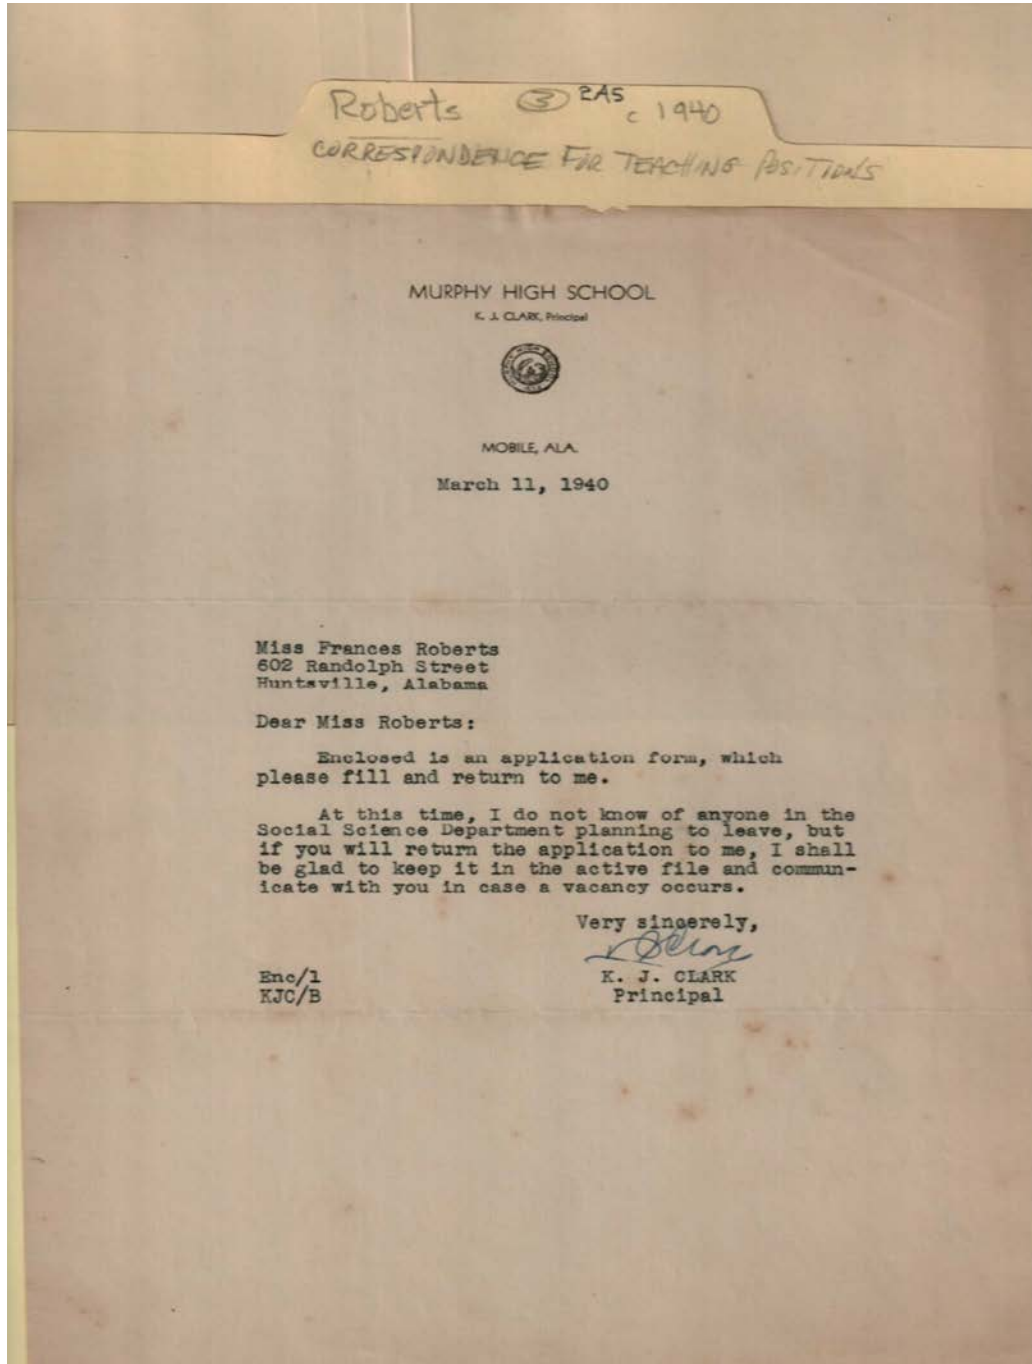 Roberts ③ 2A5 c 1940
CORRESPONDENCE FOR TEACHING POSITIONS
MURPHY HIGH SCHOOL
K. J. CLARK, Principal
MOBILE, ALA.
March 11, 1940
Miss Frances Roberts
602 Randolph Street
Huntsville, Alabama
Dear Miss Roberts:
Enclosed is an application form, which
please fill and return to me.
At this time, I do not know of anyone in the
Social Science Department planning to leave, but
if you will return the application to me, I shall
be glad to keep it in the active file and commun-
icate with you in case a vacancy occurs.
Very sincerely,
K. J. CLARK
Enc/1
KJC/B
Principal